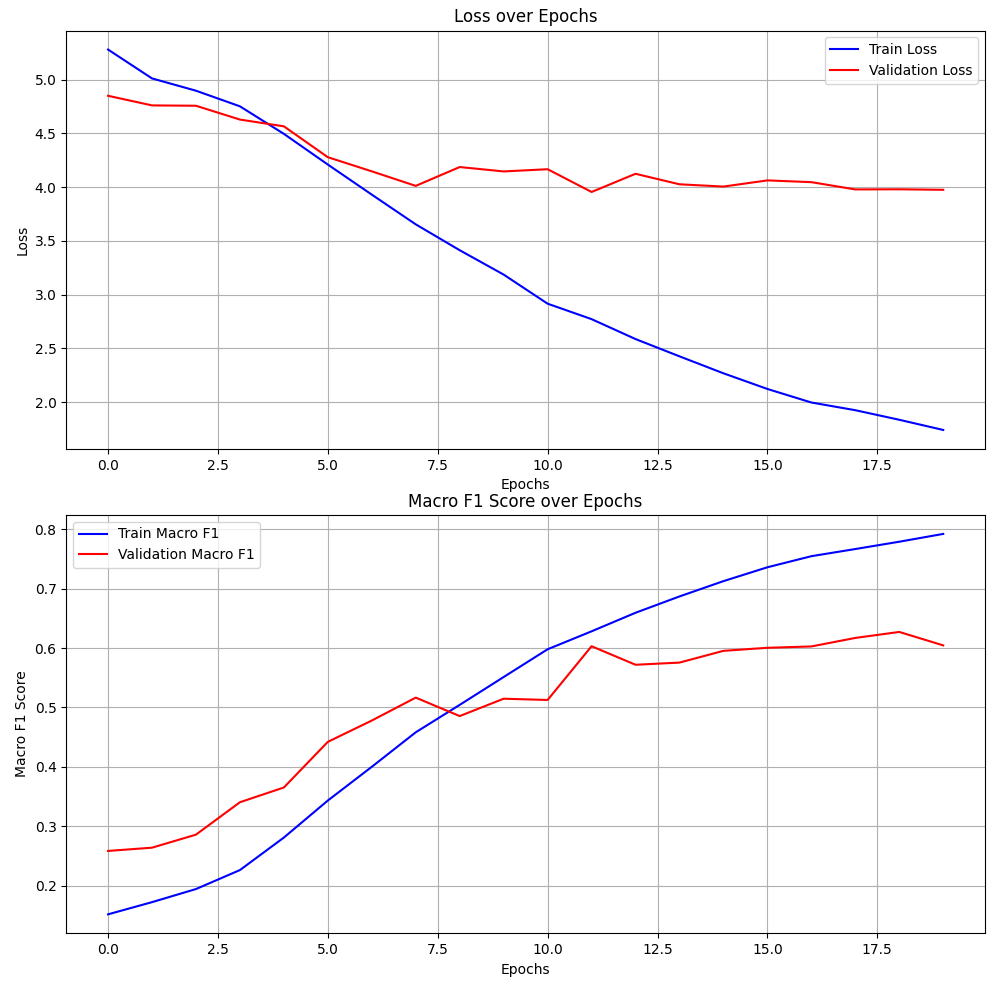 Loss over Epochs
Train Loss
Validation Loss
5.0
4.5
4.0
3.5
3.0
2.5
2.0
Loss
0.0 2.5 5.0 7.5 10.0 12.5 15.0 17.5
Epochs
Macro F1 Score over Epochs
Train Macro F1
Validation Macro F1
0.8
0.7
0.6
0.5
0.4
0.3
0.2
Macro F1 Score
0.0 2.5 5.0 7.5 10.0 12.5 15.0 17.5
Epochs